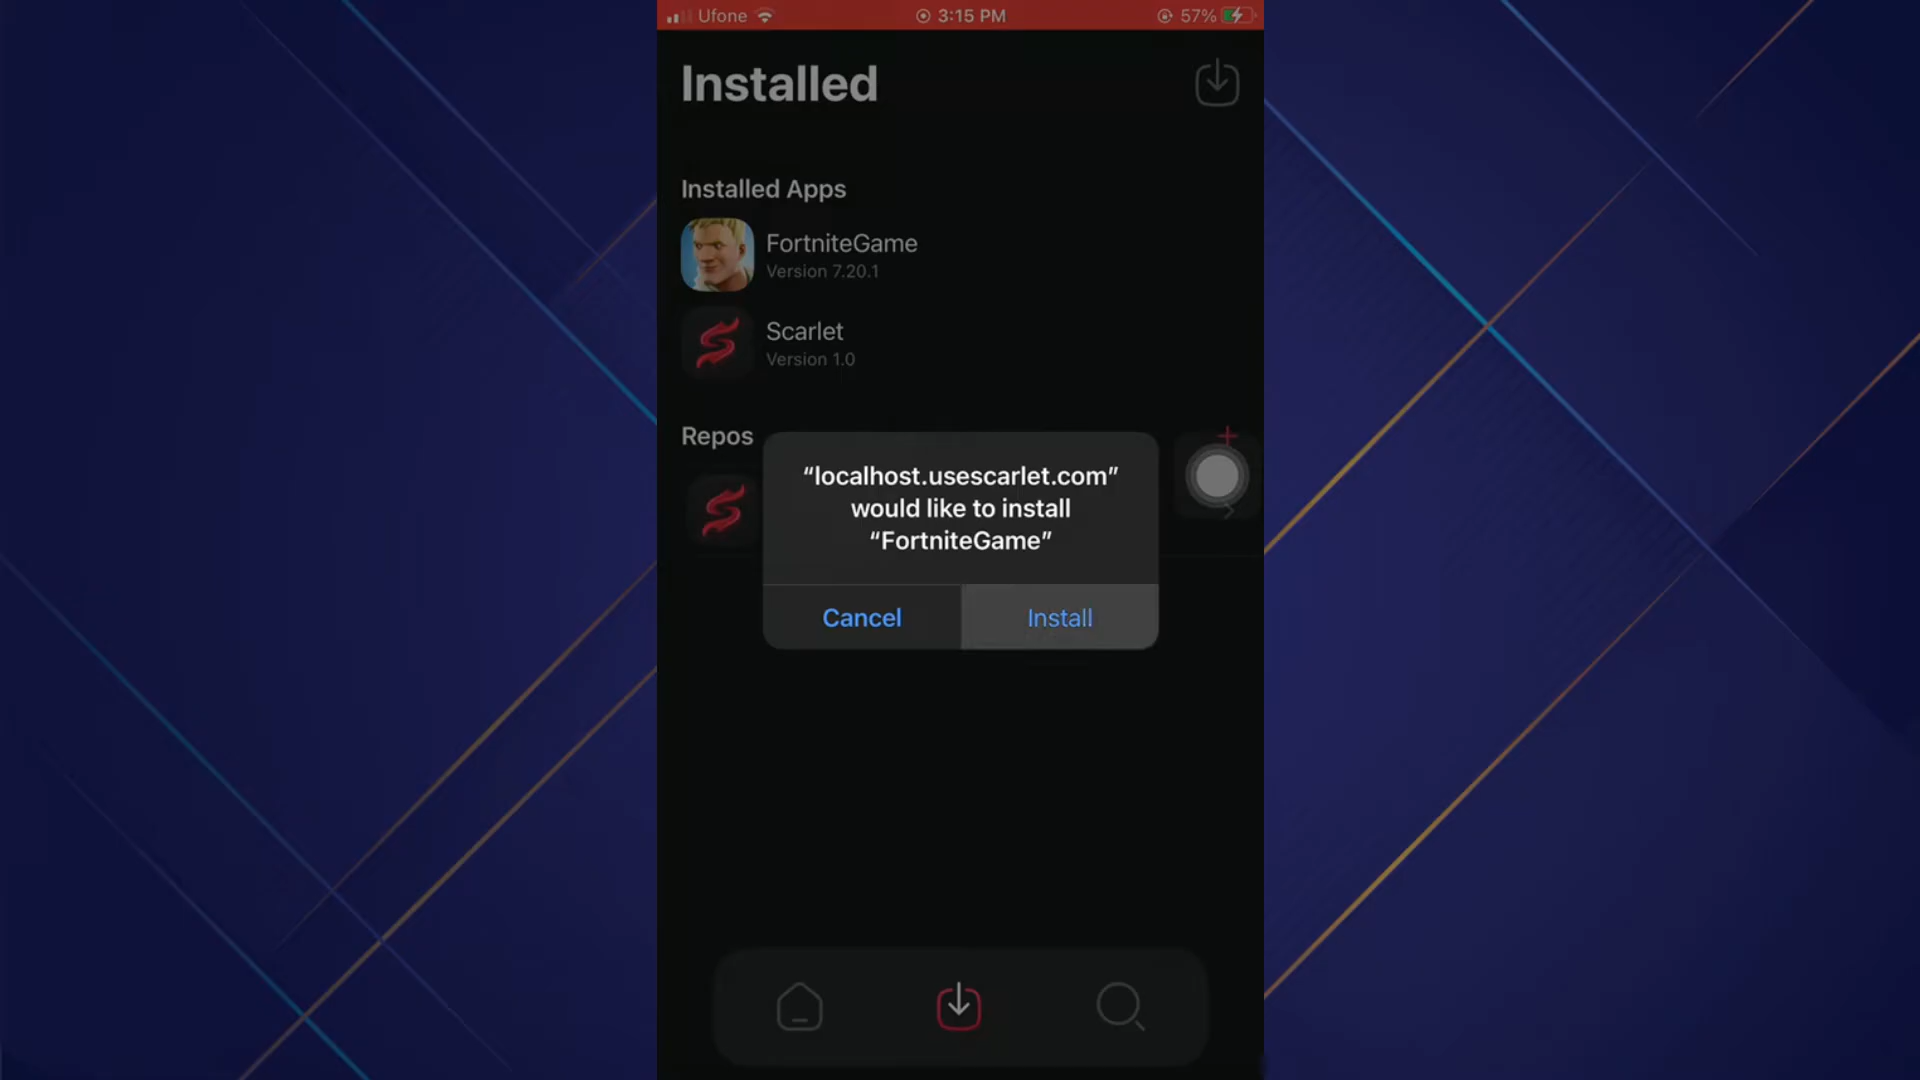 Ufone 3:15 PM 57%
Installed
Installed Apps
FortniteGame
Version 7.20.1
Scarlet
Version 1.0
Repos
“localhost.usescarlet.com”
would like to install
“FortniteGame”
Cancel Install